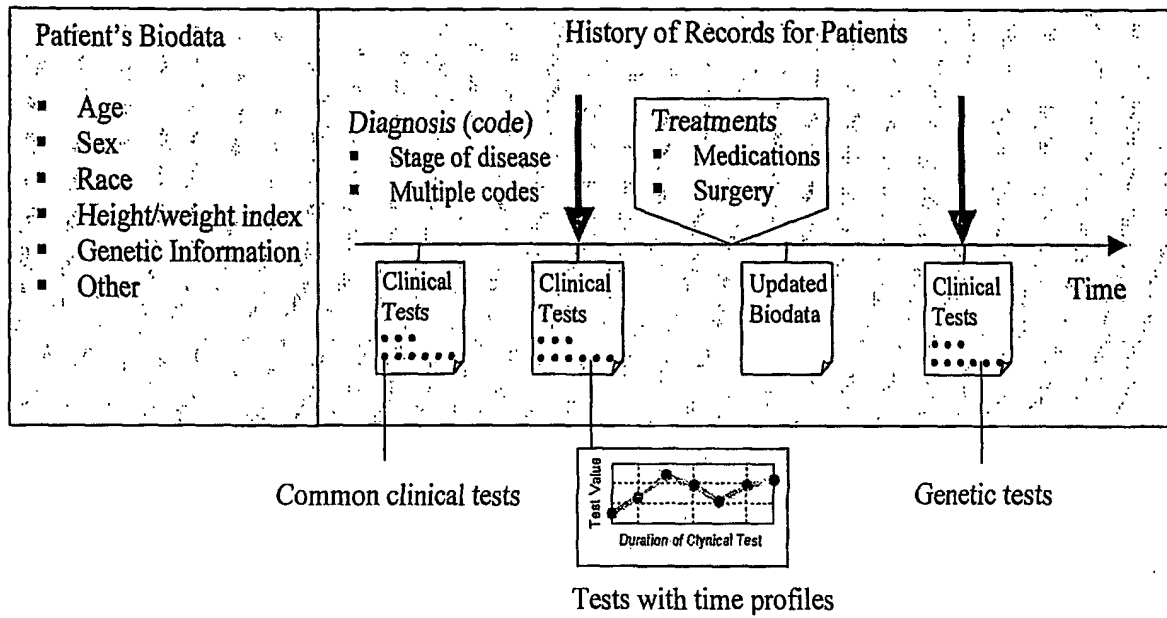 Patient's Biodata
▪ Age
▪ Sex
▪ Race
▪ Height/weight index
▪ Genetic Information
▪ Other
History of Records for Patients
Diagnosis (code)
▪ Stage of disease
▪ Multiple codes
Treatments
▪ Medications
▪ Surgery
Clinical
Tests
Clinical
Tests
Updated
Biodata
Clinical
Tests
Time
Common clinical tests
Test Value
Duration of Clynical Test
Tests with time profiles
Genetic tests